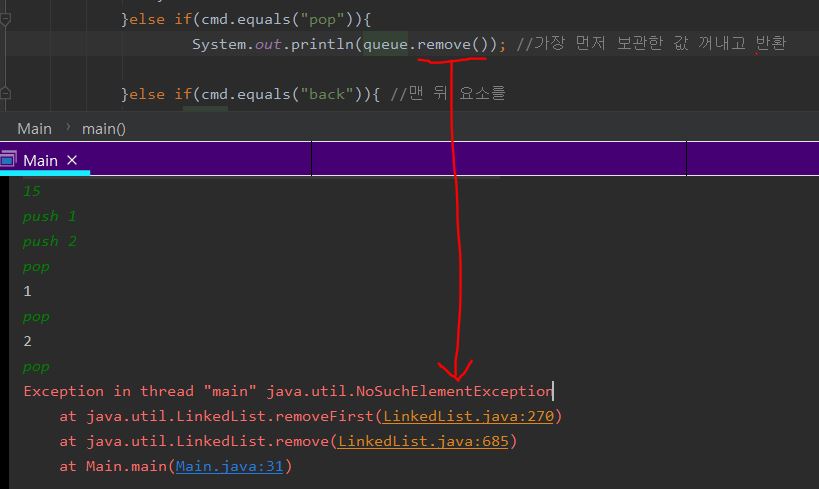 }else if(cmd.equals("pop")){
System.out.println(queue.remove()); //가장 먼저 보관한 값 꺼내고 반환
}else if(cmd.equals("back")){ //맨 뒤 요소를
Main > main()
Main ×
15
push 1
push 2
pop
1
pop
2
pop
Exception in thread "main" java.util.NoSuchElementException
at java.util.LinkedList.removeFirst(LinkedList.java:270)
at java.util.LinkedList.remove(LinkedList.java:685)
at Main.main(Main.java:31)